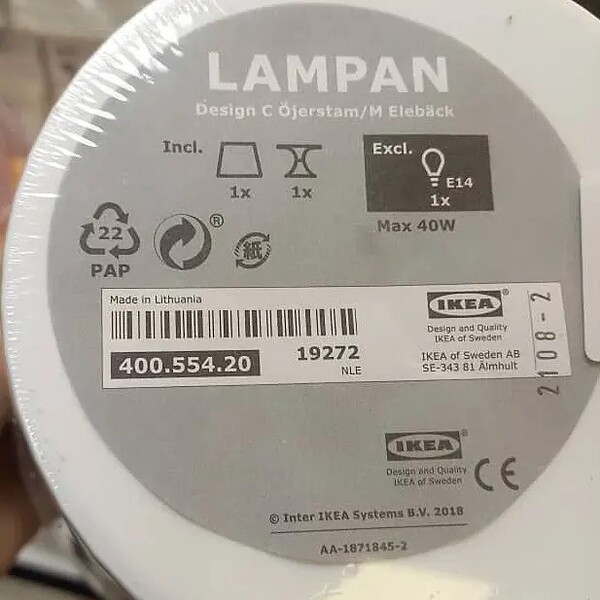 LAMPAN
Design C Öjerstam/M Elebäck
Incl.
1x
1x
Excl.
E14
1x
Max 40W
22
PAP
®
紙
Made in Lithuania
400.554.20
19272
NLE
IKEA®
Design and Quality
IKEA of Sweden
IKEA of Sweden AB
SE-343 81 Älmhult
2108-2
IKEA®
Design and Quality
IKEA of Sweden
CE
© Inter IKEA Systems B.V. 2018
AA-1871845-2